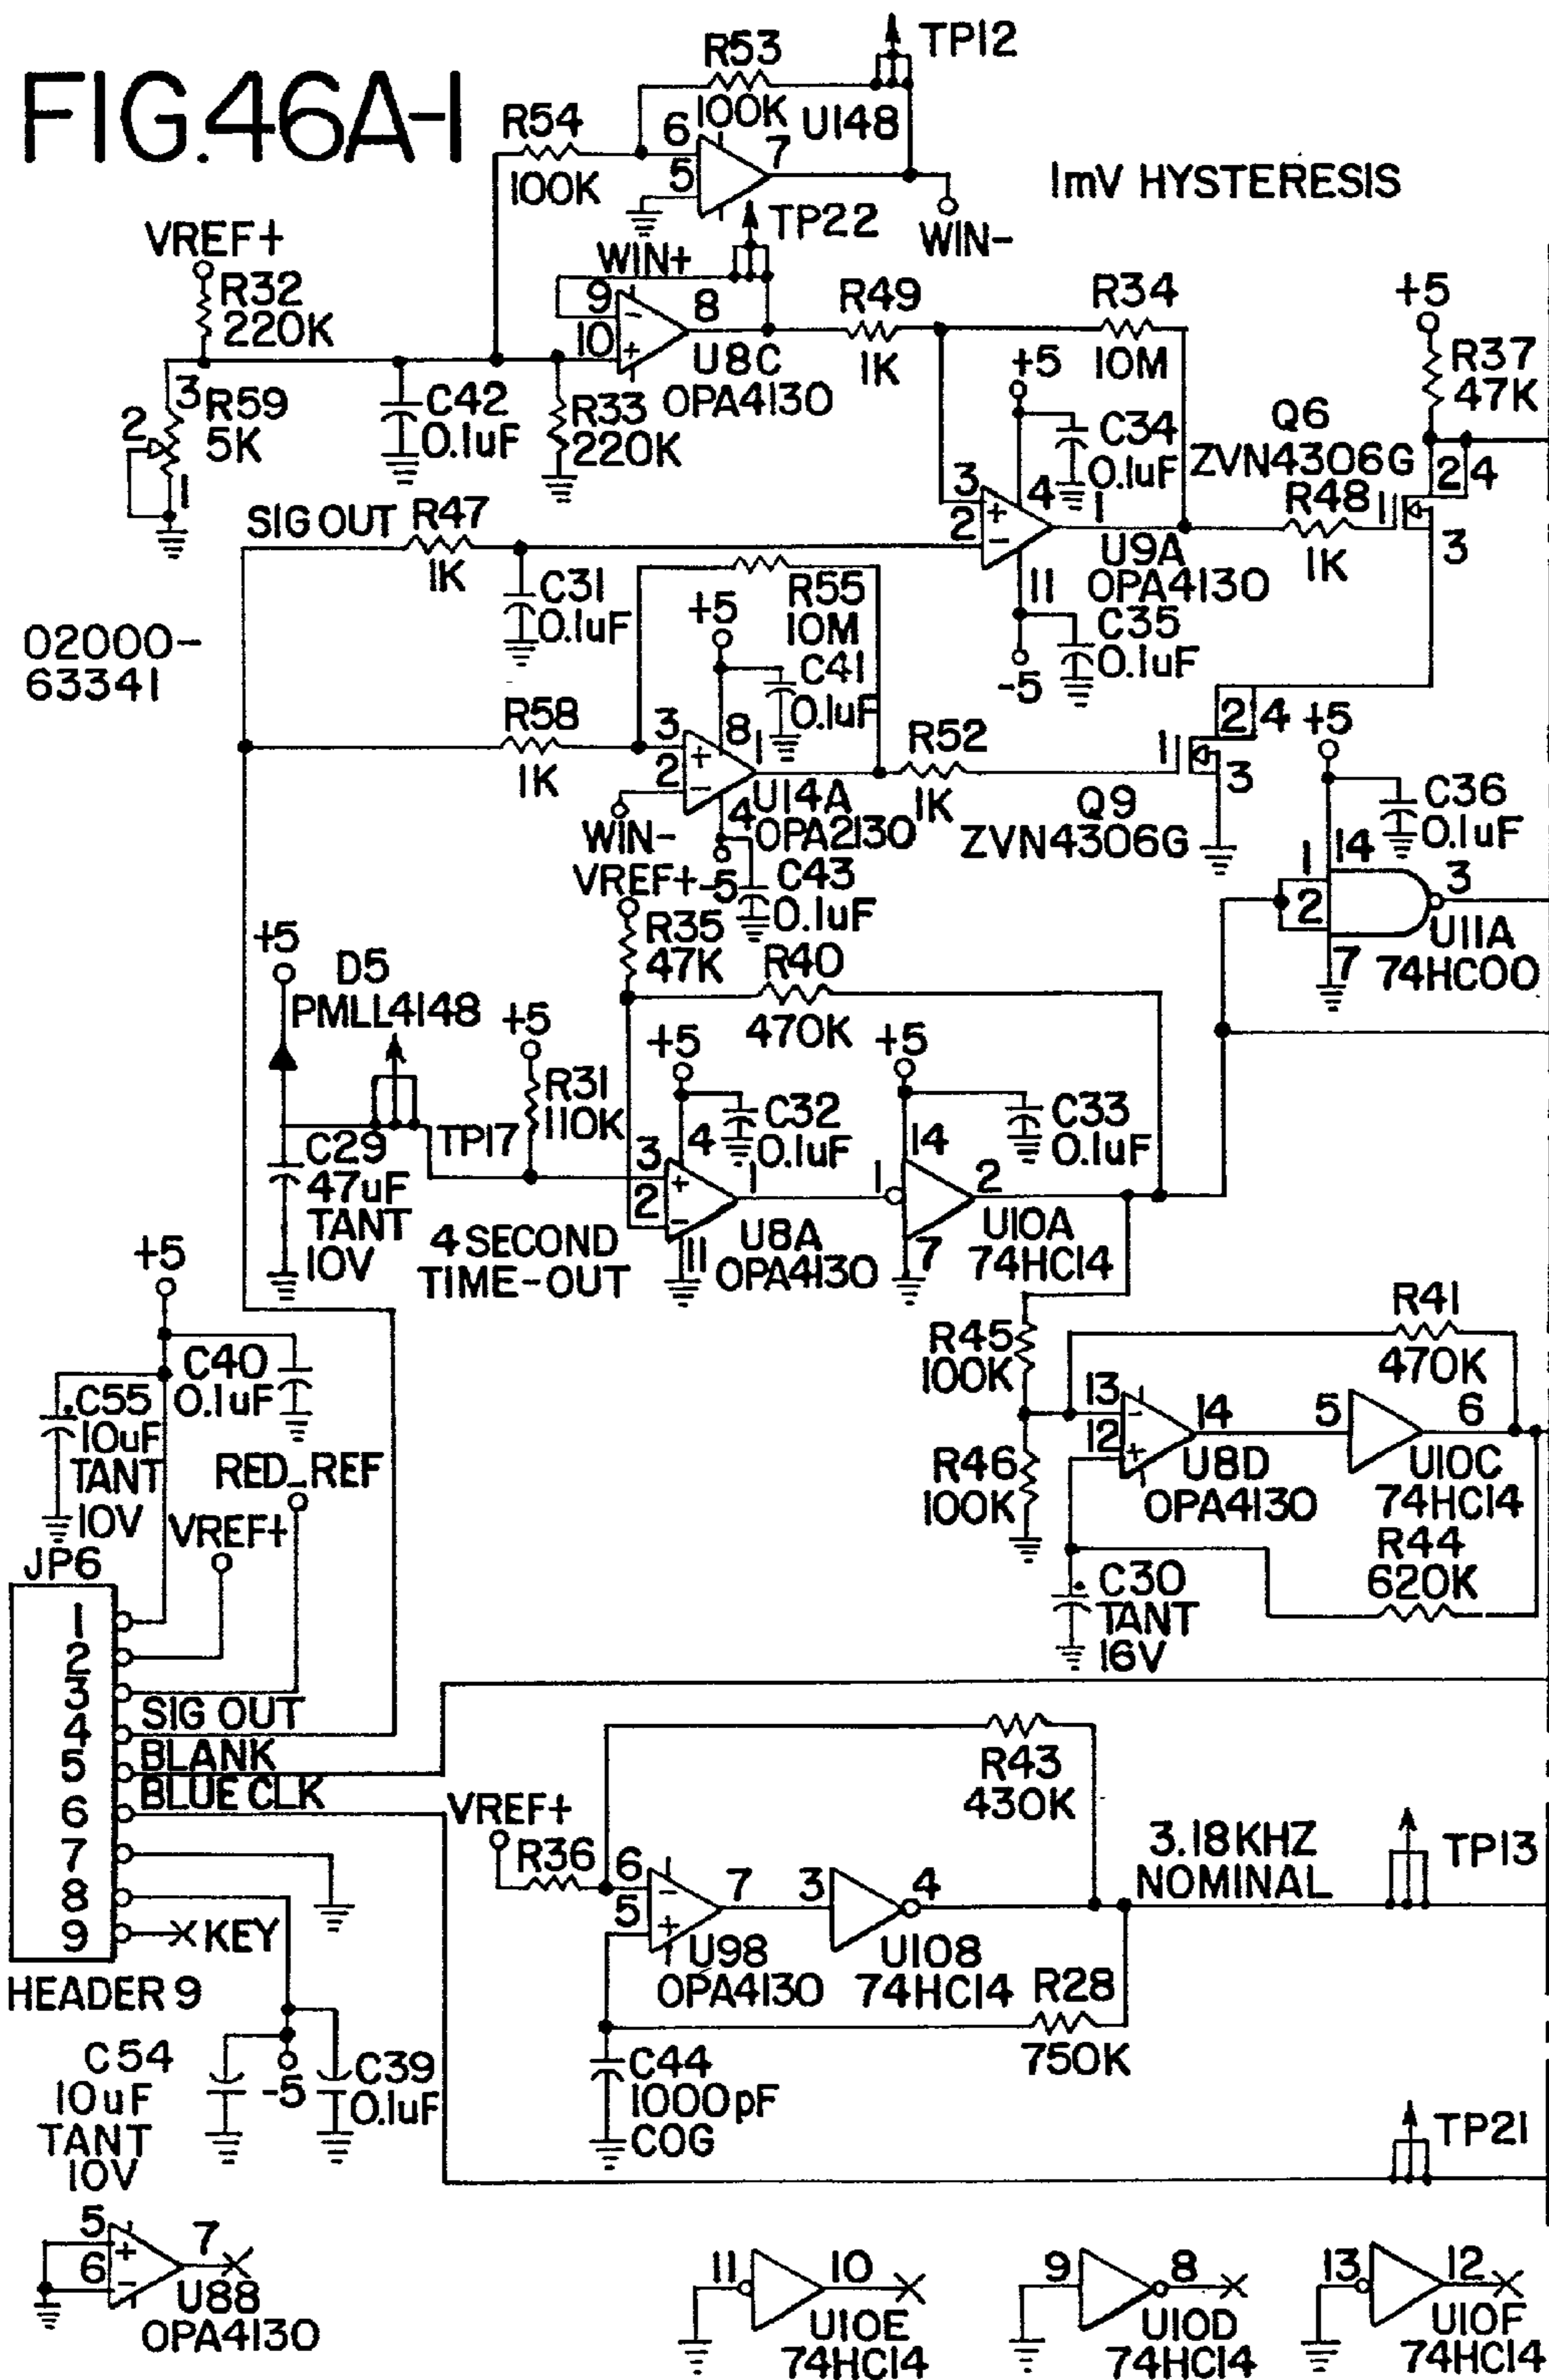 FIG.46A-1
R53
100K
TP12
R54
100K
6
5
7
U148
1mV HYSTERESIS
WIN-
TP22
VREF+
R32
220K
WIN+
9
-
10
+
8
U8C
OPA4130
R49
1K
R34
10M
+5
R37
47K
3
2
R59
5K
1
C42
0.1uF
R33
220K
+5
C34
0.1uF
Q6
ZVN4306G
2 4
1
3
R48
1K
SIG OUT
R47
1K
3
+
2
-
4
1
U9A
OPA4130
11
C31
0.1uF
R55
10M
C35
0.1uF
-5
02000-
63341
+5
C41
0.1uF
R58
1K
3
+
2
-
8
1
U14A
OPA2130
4
WIN-
R52
1K
2 4
1
3
Q9
ZVN4306G
+5
C36
0.1uF
1
14
2
3
U11A
7
74HC00
VREF+
-5
C43
0.1uF
R35
47K
R40
470K
+5
D5
PMLL4148
+5
R31
110K
TP17
C29
47uF
TANT
10V
4 SECOND
TIME-OUT
+5
C32
0.1uF
3
+
2
-
4
1
U8A
11
OPA4130
+5
C33
0.1uF
14
1
2
U10A
7
74HC14
+5
C40
0.1uF
C55
10uF
TANT
10V
RED_REF
VREF+
R45
100K
R46
100K
R41
470K
13
-
12
+
14
U8D
OPA4130
5
6
U10C
74HC14
R44
620K
C30
TANT
16V
JP6
1
2
3
4
SIG OUT
5
BLANK
6
BLUE CLK
7
8
9
KEY
HEADER 9
R43
430K
VREF+
R36
6
-
5
+
7
U98
OPA4130
3
4
U108
74HC14
3.18KHZ
NOMINAL
TP13
R28
750K
C44
1000pF
COG
C54
10uF
TANT
10V
-5
C39
0.1uF
TP21
5
+
6
-
7
U88
OPA4130
11
10
U10E
74HC14
9
8
U10D
74HC14
13
12
U10F
74HC14